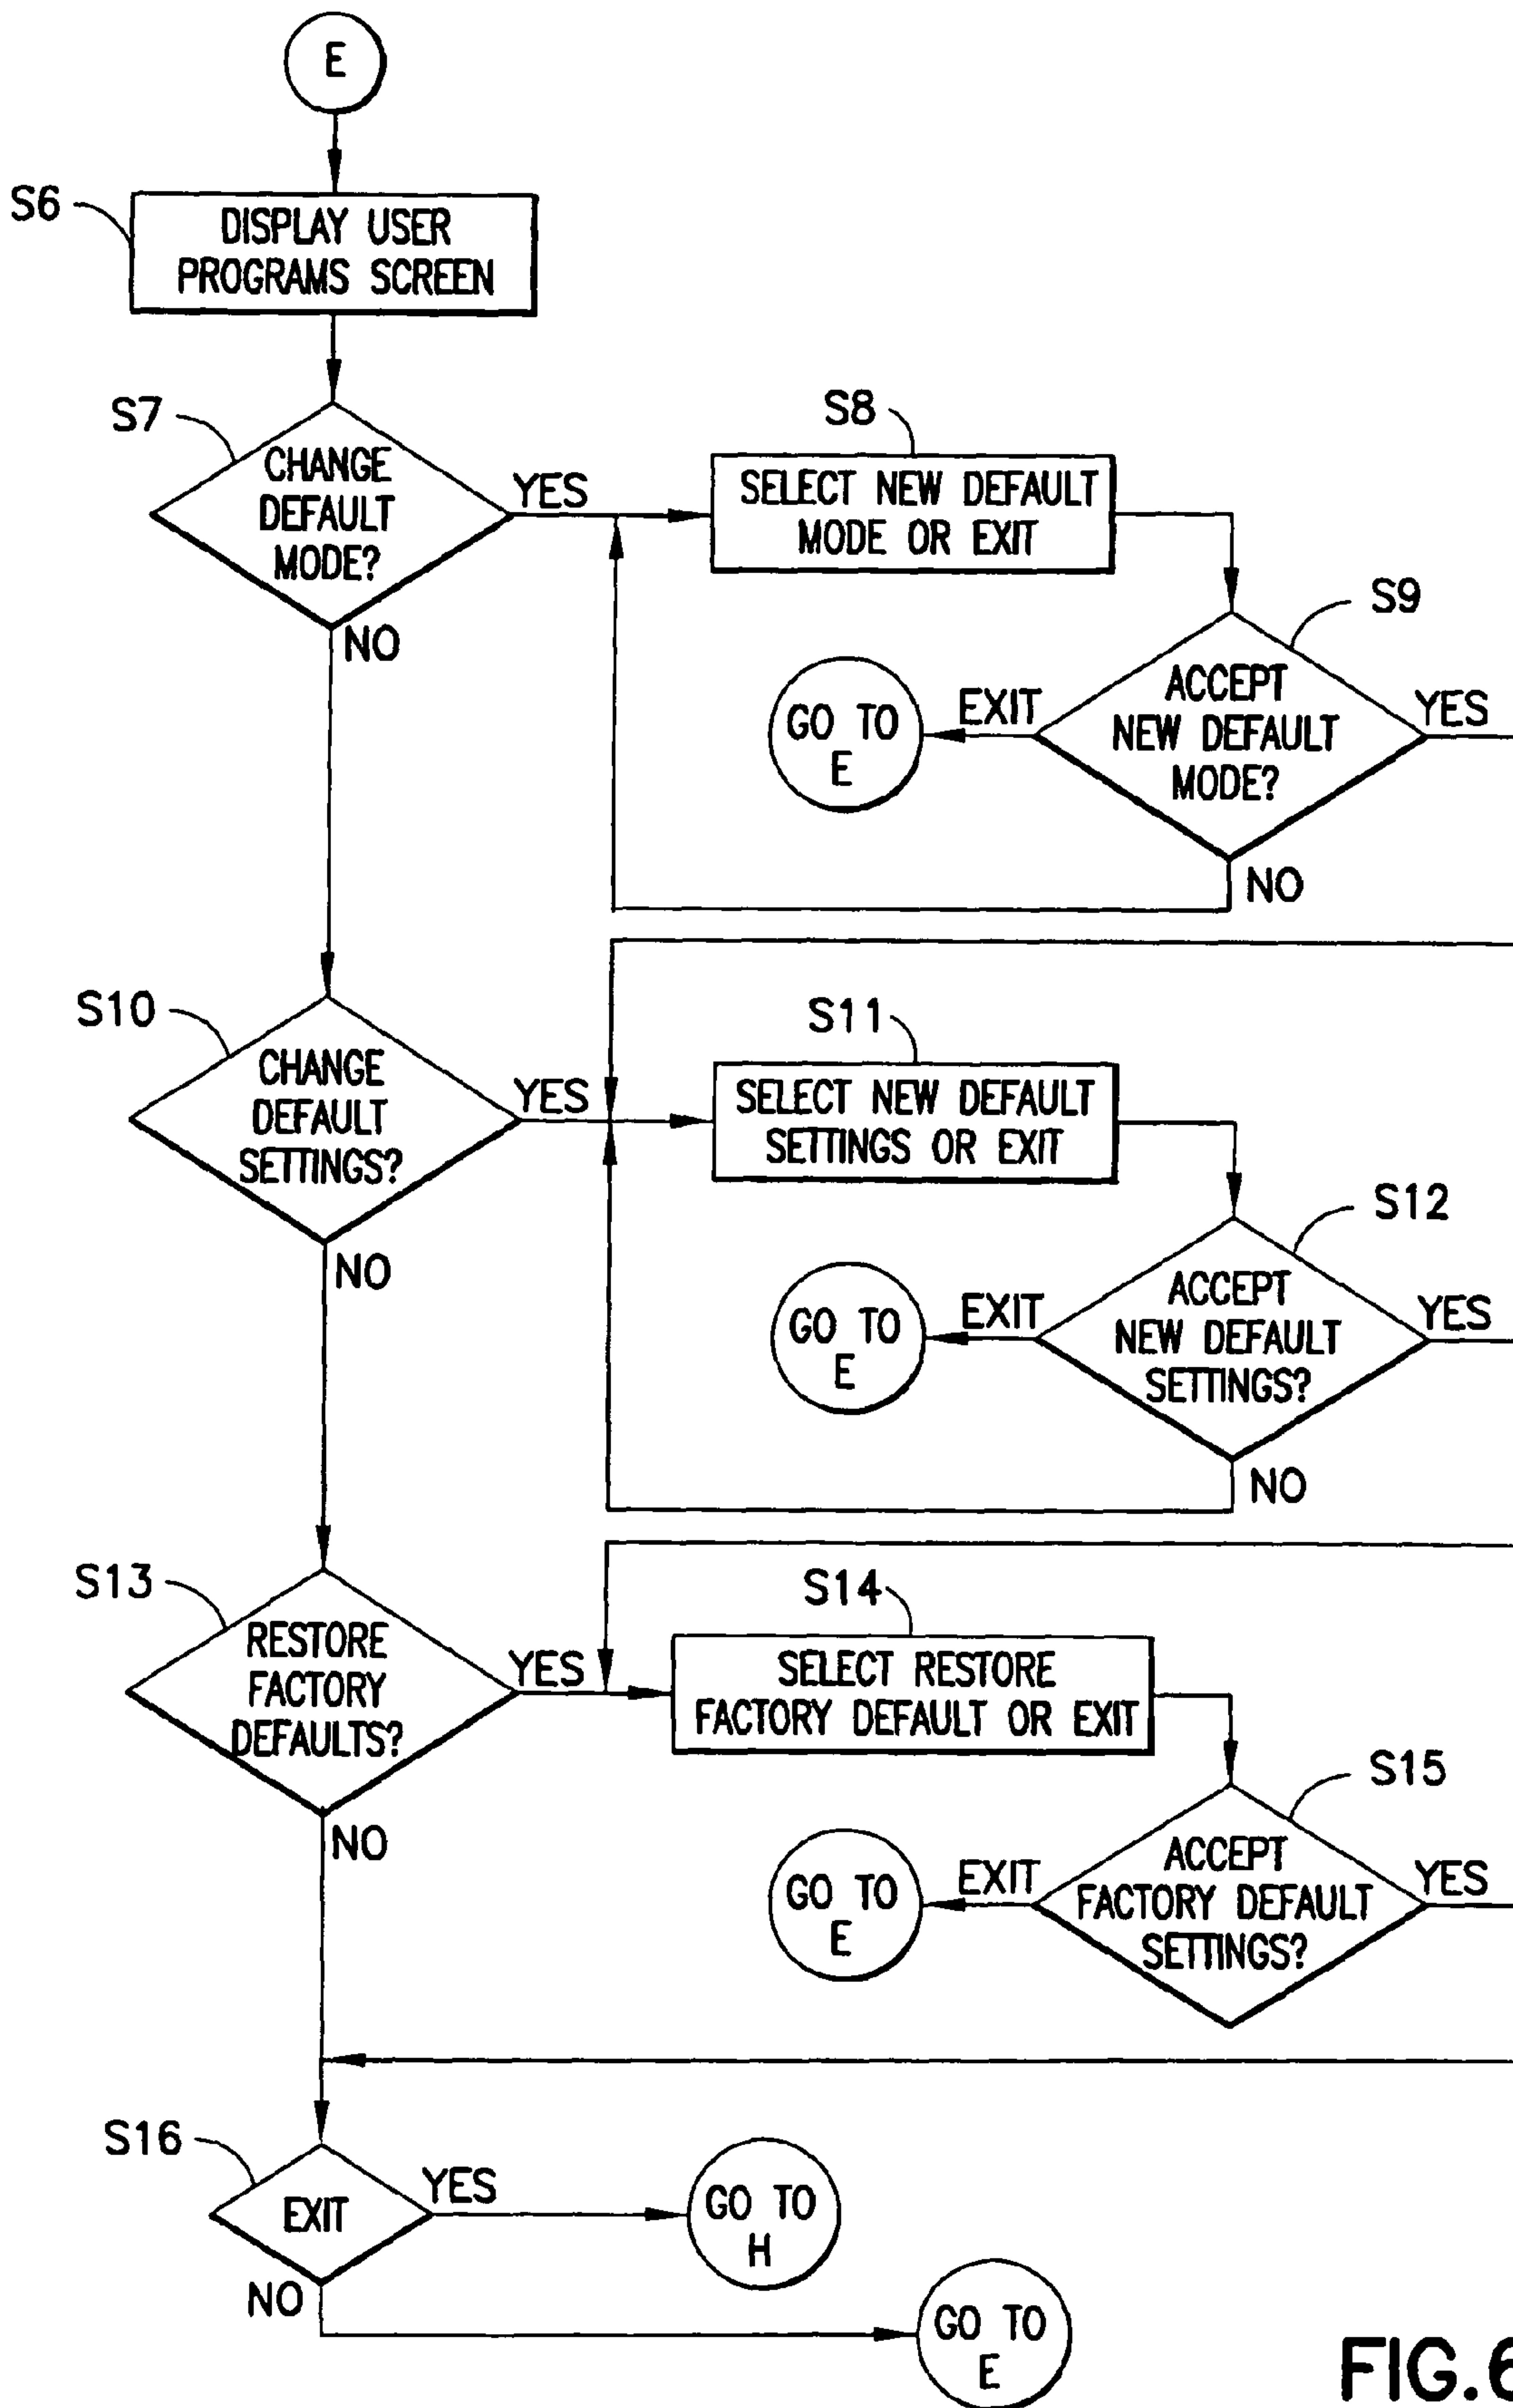 E
S6
DISPLAY USER
PROGRAMS SCREEN
S7
CHANGE
DEFAULT
MODE?
YES
NO
S8
SELECT NEW DEFAULT
MODE OR EXIT
S9
ACCEPT
NEW DEFAULT
MODE?
EXIT
GO TO
E
YES
NO
S10
CHANGE
DEFAULT
SETTINGS?
YES
NO
S11
SELECT NEW DEFAULT
SETTINGS OR EXIT
S12
ACCEPT
NEW DEFAULT
SETTINGS?
EXIT
GO TO
E
YES
NO
S13
RESTORE
FACTORY
DEFAULTS?
YES
NO
S14
SELECT RESTORE
FACTORY DEFAULT OR EXIT
S15
ACCEPT
FACTORY DEFAULT
SETTINGS?
EXIT
GO TO
E
YES
S16
EXIT
YES
GO TO
H
NO
GO TO
E
FIG.6